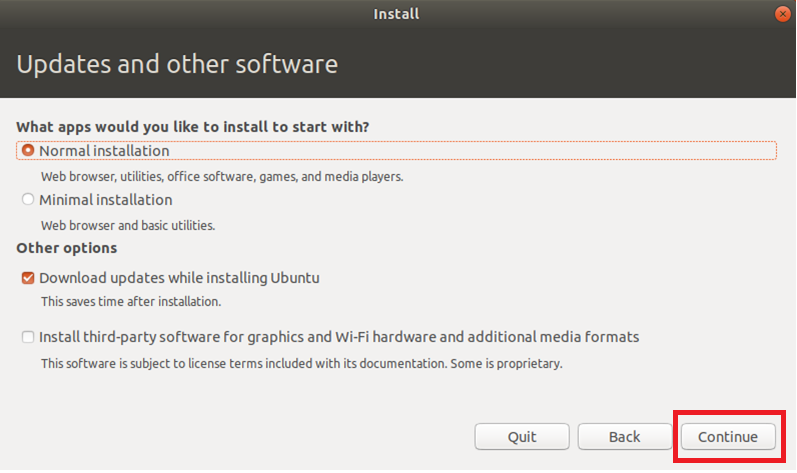 Install
Updates and other software
What apps would you like to install to start with?
Normal installation
Web browser, utilities, office software, games, and media players.
Minimal installation
Web browser and basic utilities.
Other options
Download updates while installing Ubuntu
This saves time after installation.
Install third-party software for graphics and Wi-Fi hardware and additional media formats
This software is subject to license terms included with its documentation. Some is proprietary.
Quit Back Continue